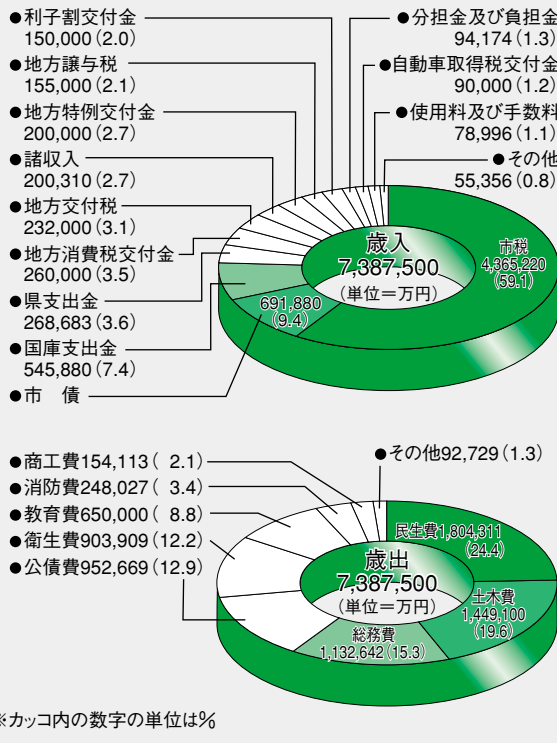 ●利子割交付金
150,000(2.0)
●地方譲与税
155,000(2.1)
●地方特例交付金
200,000(2.7)
●諸収入
200,310(2.7)
●地方交付税
232,000(3.1)
●地方消費税交付金
260,000(3.5)
●県支出金
268,683(3.6)
●国庫支出金
545,880(7.4)
●市　債
691,880
(9.4)
●分担金及び負担金
94,174(1.3)
●自動車取得税交付金
90,000(1.2)
●使用料及び手数料
78,996(1.1)
●その他
55,356(0.8)
市税
4,365,220
(59.1)
歳入
7,387,500
(単位=万円)
●商工費154,113( 2.1)
●消防費248,027( 3.4)
●教育費650,000( 8.8)
●衛生費903,909(12.2)
●公債費952,669(12.9)
●その他92,729(1.3)
民生費1,804,311
(24.4)
土木費
1,449,100
(19.6)
総務費
1,132,642(15.3)
歳出
7,387,500
(単位=万円)
※カッコ内の数字の単位は%